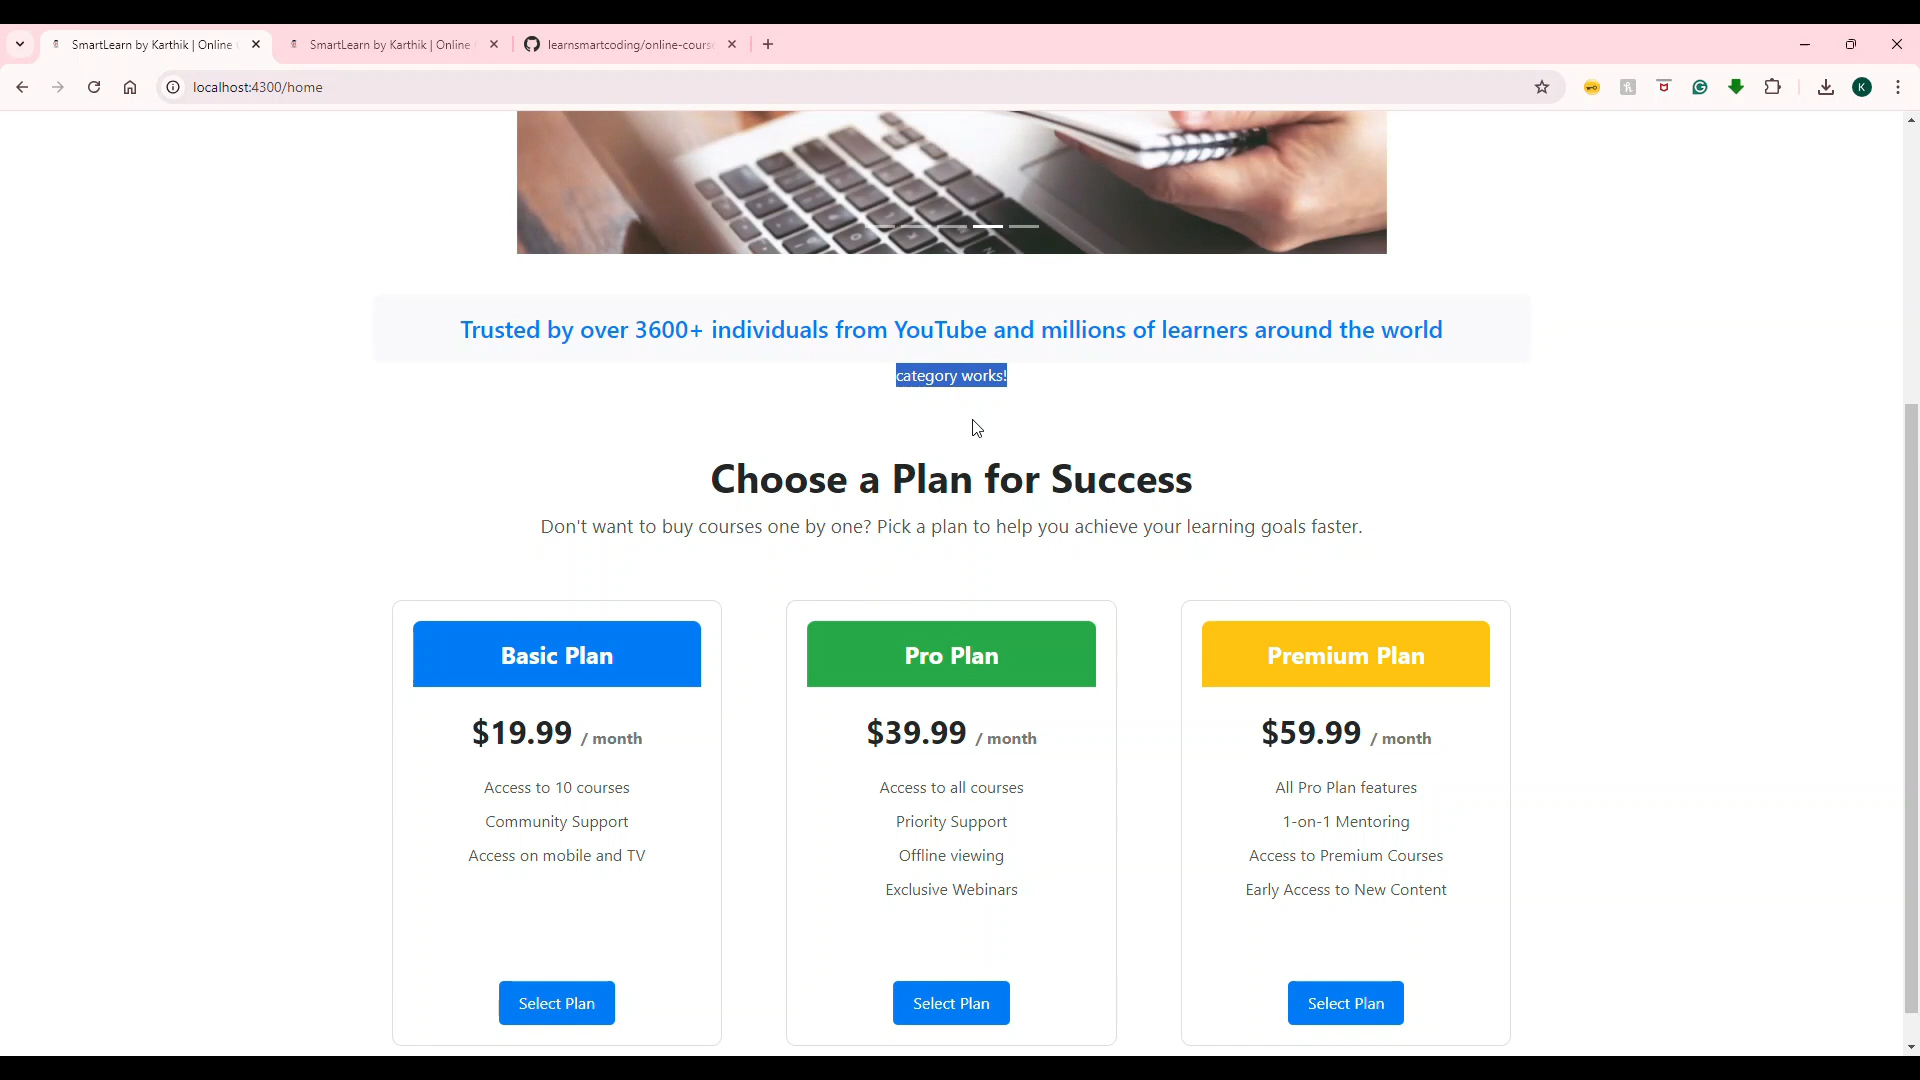 SmartLearn by Karthik | Online
SmartLearn by Karthik | Online
learnsmartcoding/online-cours
localhost:4300/home
K
Trusted by over 3600+ individuals from YouTube and millions of learners around the world
category works!
Choose a Plan for Success
Don't want to buy courses one by one? Pick a plan to help you achieve your learning goals faster.
Basic Plan
$19.99 / month
Access to 10 courses
Community Support
Access on mobile and TV
Select Plan
Pro Plan
$39.99 / month
Access to all courses
Priority Support
Offline viewing
Exclusive Webinars
Select Plan
Premium Plan
$59.99 / month
All Pro Plan features
1-on-1 Mentoring
Access to Premium Courses
Early Access to New Content
Select Plan